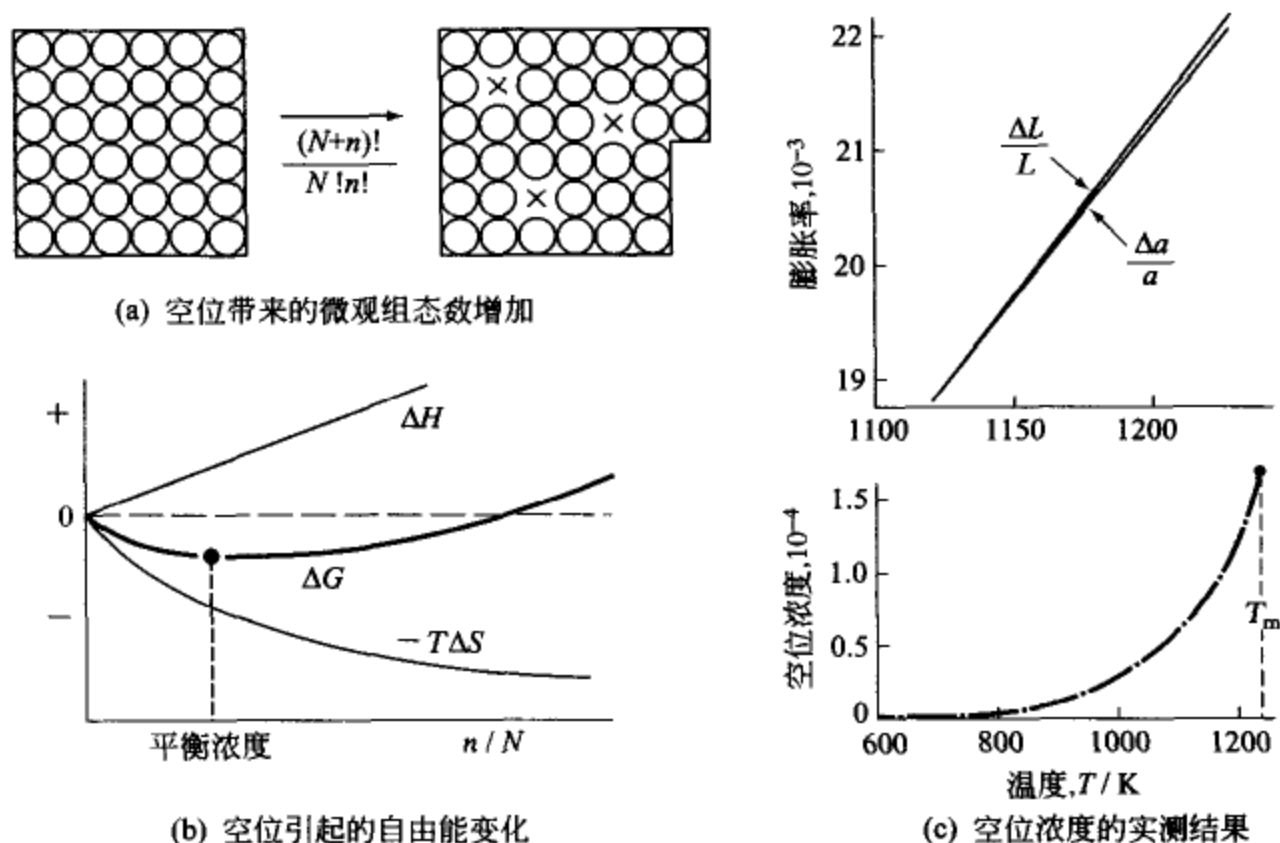 (N+n)!
N!n!
× × ×
(a) 空位带来的微观组态数增加
+
0
−
ΔH
ΔG
−TΔS
平衡浓度
n / N
(b) 空位引起的自由能变化
膨胀率,10⁻³
22
21
20
19
ΔL
L
Δa
a
1100 1150 1200
空位浓度,10⁻⁴
1.5
1.0
0.5
0
Tm
600 800 1000 1200
温度,T / K
(c) 空位浓度的实测结果